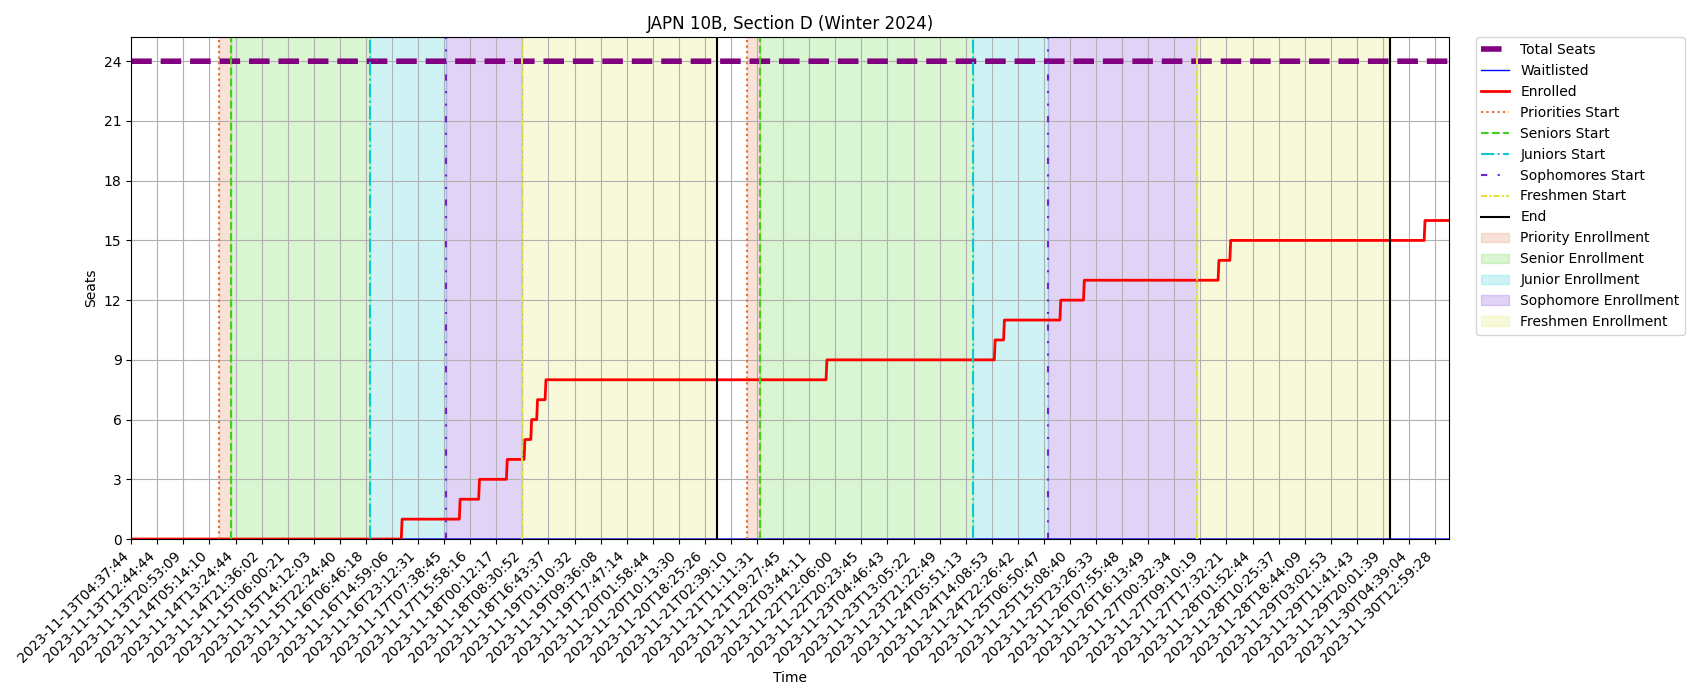 JAPN 10B, Section D (Winter 2024)
Seats
24
21
18
15
12
9
6
3
0
2023-11-13T04:37:44
2023-11-13T12:44:44
2023-11-13T20:53:09
2023-11-14T05:14:10
2023-11-14T13:24:44
2023-11-14T21:36:02
2023-11-15T06:00:21
2023-11-15T14:12:03
2023-11-15T22:24:40
2023-11-16T06:46:18
2023-11-16T14:59:06
2023-11-16T23:12:31
2023-11-17T07:38:45
2023-11-17T15:58:16
2023-11-18T00:12:17
2023-11-18T08:30:52
2023-11-18T16:43:37
2023-11-19T01:10:32
2023-11-19T09:36:08
2023-11-19T17:47:14
2023-11-20T01:58:44
2023-11-20T10:13:30
2023-11-20T18:25:26
2023-11-21T02:39:10
2023-11-21T11:11:31
2023-11-21T19:27:45
2023-11-22T03:44:11
2023-11-22T12:06:00
2023-11-22T20:23:45
2023-11-23T04:46:43
2023-11-23T13:05:22
2023-11-23T21:22:49
2023-11-24T05:51:13
2023-11-24T14:08:53
2023-11-24T22:26:42
2023-11-25T06:50:47
2023-11-25T15:08:40
2023-11-25T23:26:33
2023-11-26T07:55:48
2023-11-26T16:13:49
2023-11-27T00:32:34
2023-11-27T09:10:19
2023-11-27T17:32:21
2023-11-28T01:52:44
2023-11-28T10:25:37
2023-11-28T18:44:09
2023-11-29T03:02:53
2023-11-29T11:41:43
2023-11-29T20:01:39
2023-11-30T04:39:04
2023-11-30T12:59:28
Time
Total Seats
Waitlisted
Enrolled
Priorities Start
Seniors Start
Juniors Start
Sophomores Start
Freshmen Start
End
Priority Enrollment
Senior Enrollment
Junior Enrollment
Sophomore Enrollment
Freshmen Enrollment